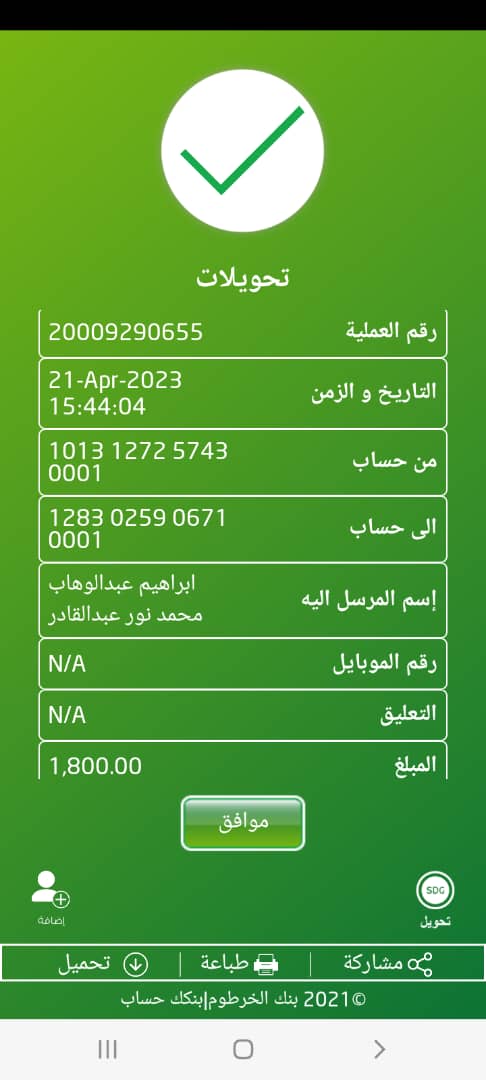 تحويلات
رقم العملية 20009290655
التاريخ و الزمن 21-Apr-2023
15:44:04
من حساب 1013 1272 5743
0001
الى حساب 1283 0259 0671
0001
إسم المرسل اليه ابراهيم عبدالوهاب
محمد نور عبدالقادر
رقم الموبايل N/A
التعليق N/A
المبلغ 1,800.00
موافق
SDG
تحويل
إضافة
مشاركة
طباعة
تحميل
©2021 بنك الخرطوم|بنكك حساب